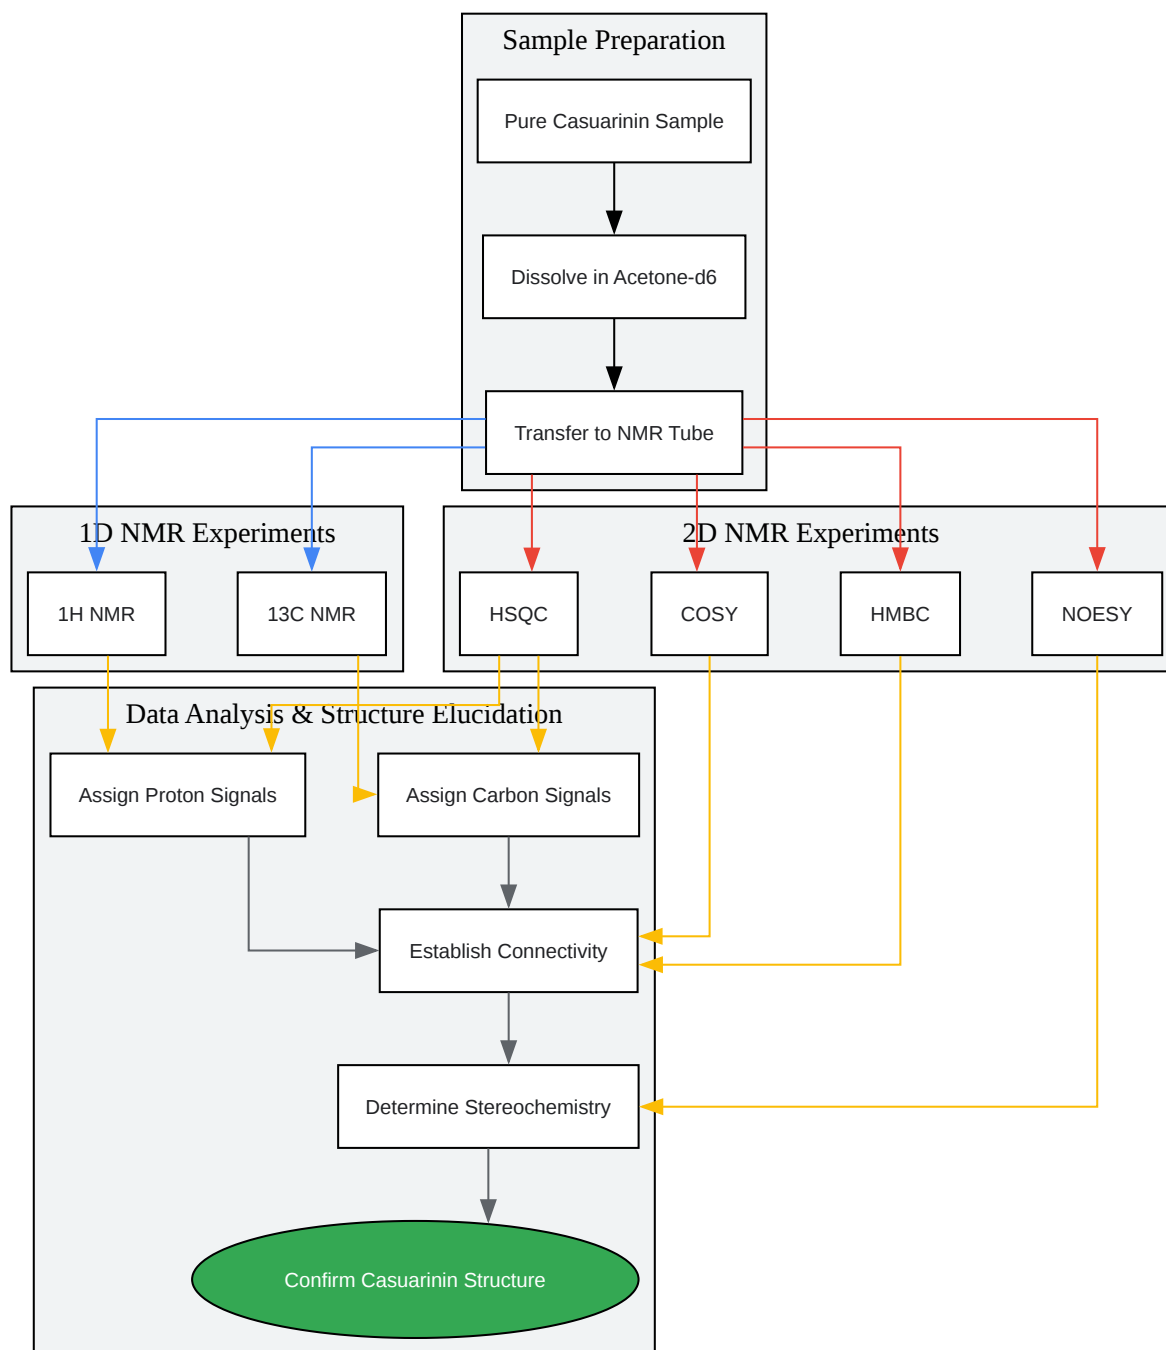 Sample Preparation
Pure Casuarinin Sample
Dissolve in Acetone-d6
Transfer to NMR Tube
1D NMR Experiments
2D NMR Experiments
1H NMR
13C NMR
HSQC
COSY
HMBC
NOESY
Data Analysis & Structure Elucidation
Assign Proton Signals
Assign Carbon Signals
Establish Connectivity
Determine Stereochemistry
Confirm Casuarinin Structure